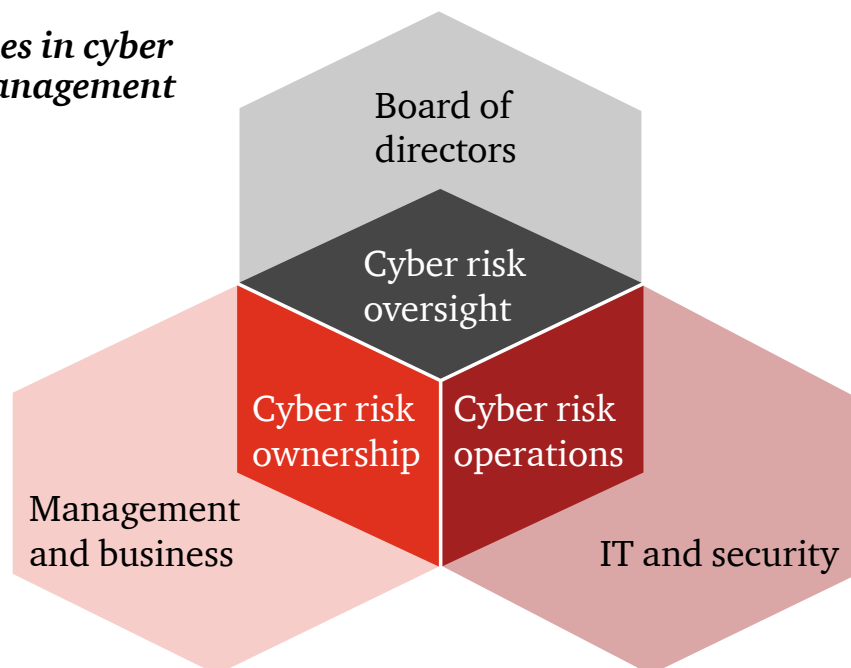 es in cyber
anagement
Board of
directors
Cyber risk
oversight
Cyber risk
ownership
Cyber risk
operations
Management
and business
IT and security